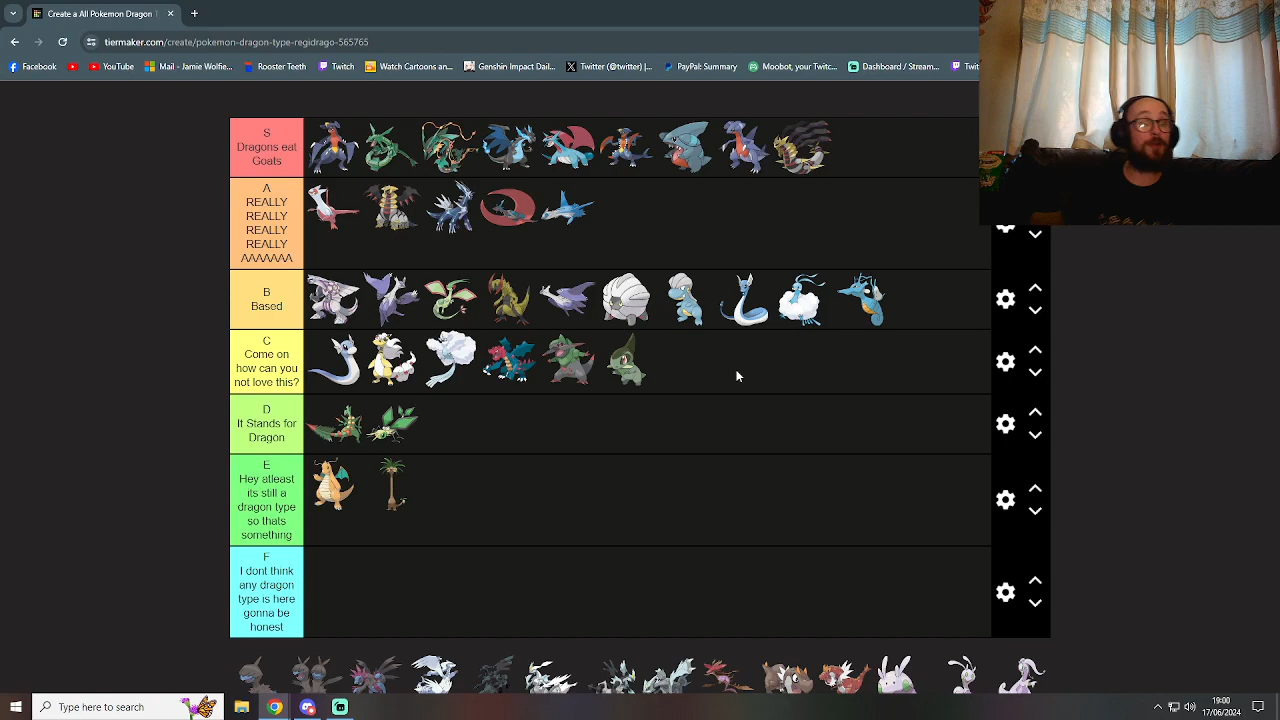 Create a All Pokemon Dragon T
tiermaker.com/create/pokemon-dragon-type-regidrago-565765
Facebook
YouTube
Mail - Jamie Wolfe...
Rooster Teeth
Twitch
Watch Cartoons an...
Genshin Impact Dail...
Twitter (@twitter) |...
PayPal: Summary
Moobot, your Twitc...
Dashboard / Stream...
Twit
S
Dragons eat
Goats
A
REALLY
REALLY
REALLY
REALLY
AAAAAAA
B
Based
C
Come on
how can you
not love this?
D
It Stands for
Dragon
E
Hey atleast
its still a
dragon type
so thats
something
F
I dont think
any dragon
type is here
gonna be
honest
Type here to search
19:00
17/06/2024